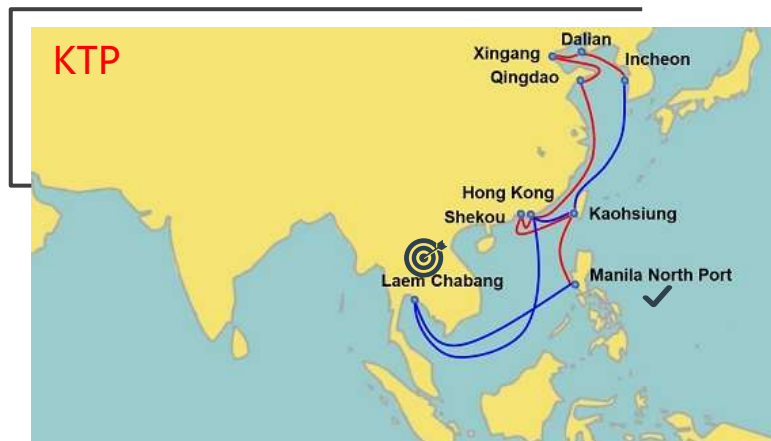 KTP
Dalian
Xingang
Incheon
Qingdao
Hong Kong
Shekou
Kaohsiung
Laem Chabang
Manila North Port